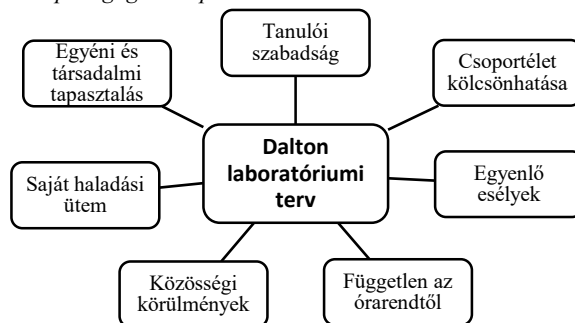 Tanulói
szabadság
Egyéni és
társadalmi
tapasztalás
Csoportélet
kölcsönhatása
Dalton
laboratóriumi
terv
Saját haladási
ütem
Egyenlő
esélyek
Közösségi
körülmények
Független az
órarendtől